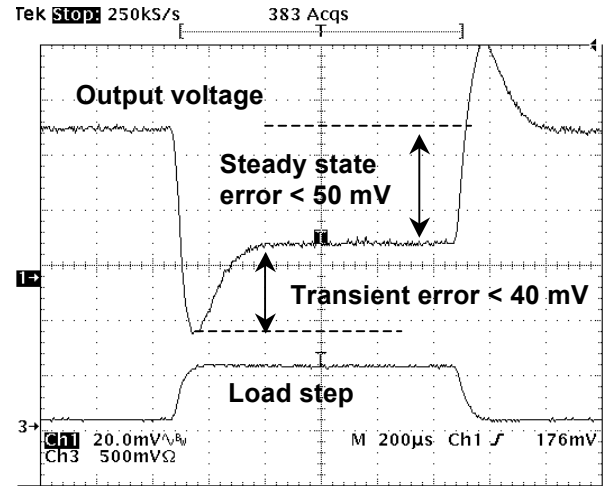 Tek Stop: 250kS/s 383 Acqs
T
Output voltage
Steady state
error < 50 mV
T
1→
Transient error < 40 mV
T
Load step
3→
Ch1 20.0mV∿Bw M 200µs Ch1 ⨍ 176mV
Ch3 500mVΩ